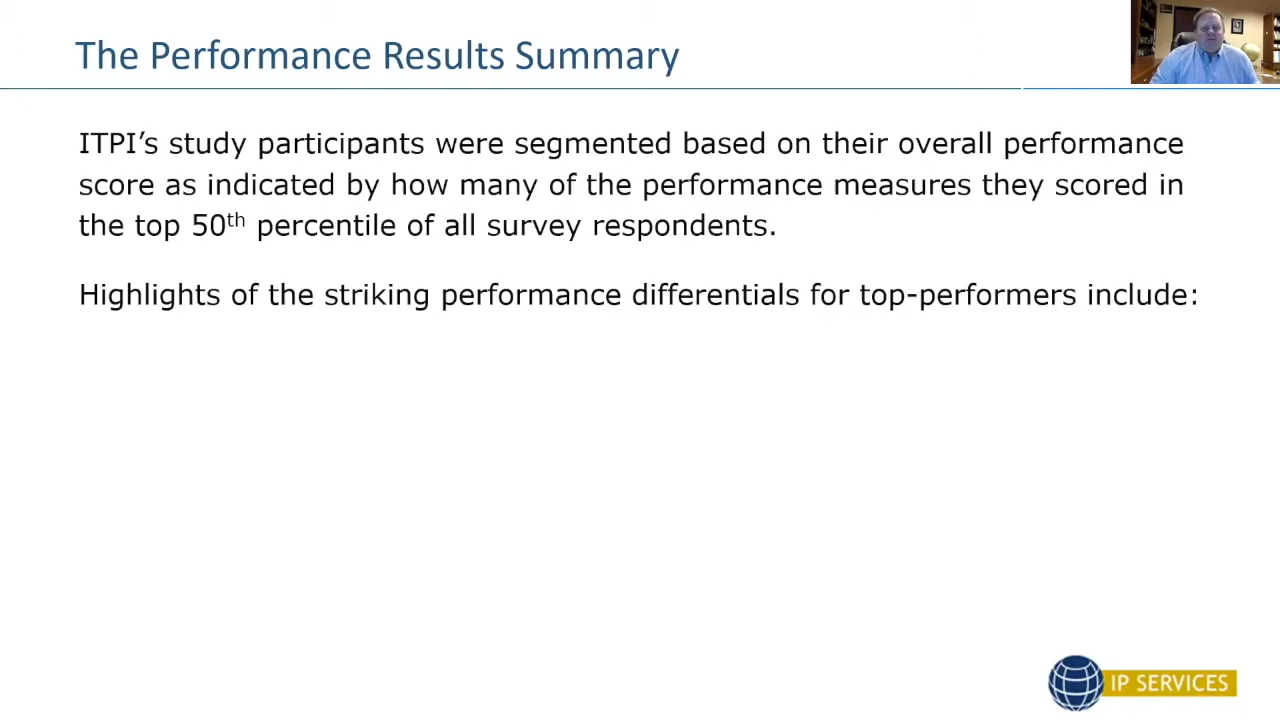 The Performance Results Summary
ITPI’s study participants were segmented based on their overall performance
score as indicated by how many of the performance measures they scored in
the top 50th percentile of all survey respondents.
Highlights of the striking performance differentials for top-performers include:
IP SERVICES